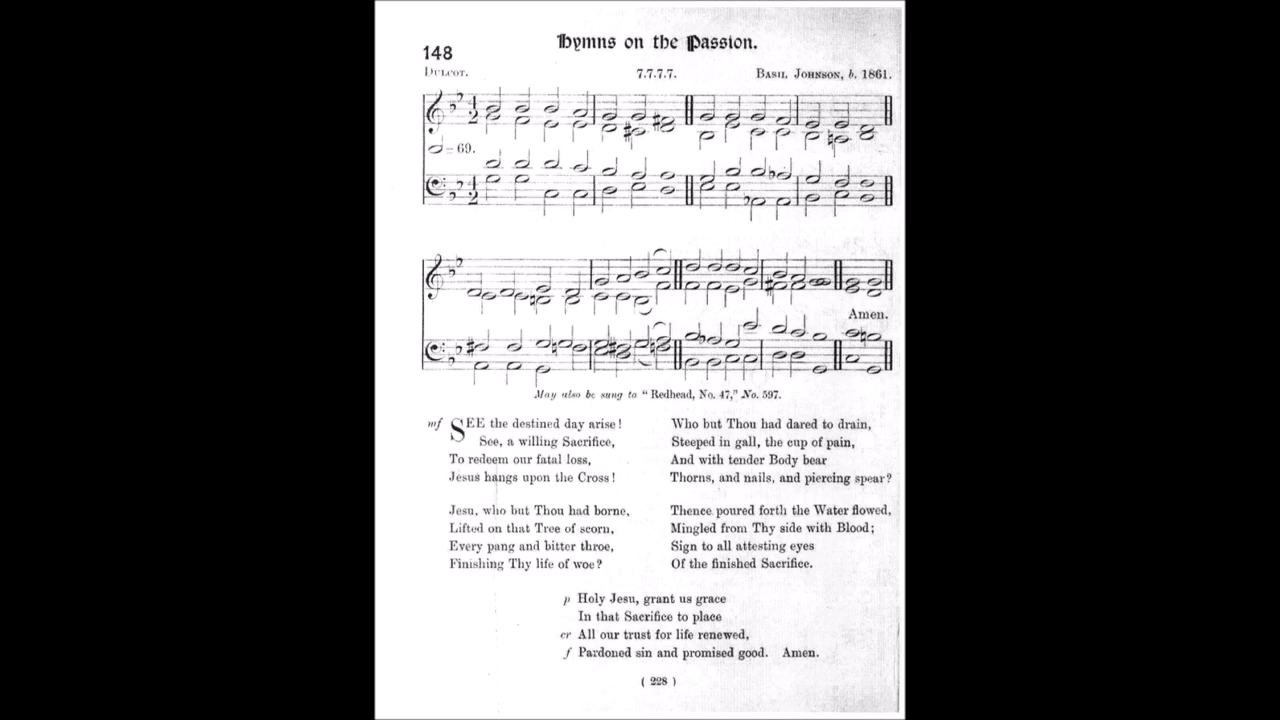 Hymns on the Passion.
148
Dulcot.
7.7.7.7.
Basil Johnson, b. 1861.
= 69.
Amen.
May also be sung to "Redhead, No. 47," No. 597.
mf SEE the destined day arise!
See, a willing Sacrifice,
To redeem our fatal loss,
Jesus hangs upon the Cross!
Jesu, who but Thou had borne,
Lifted on that Tree of scorn,
Every pang and bitter throe,
Finishing Thy life of woe?
Who but Thou had dared to drain,
Steeped in gall, the cup of pain,
And with tender Body bear
Thorns, and nails, and piercing spear?
Thence poured forth the Water flowed,
Mingled from Thy side with Blood;
Sign to all attesting eyes
Of the finished Sacrifice.
p Holy Jesu, grant us grace
In that Sacrifice to place
cr All our trust for life renewed,
f Pardoned sin and promised good. Amen.
( 228 )